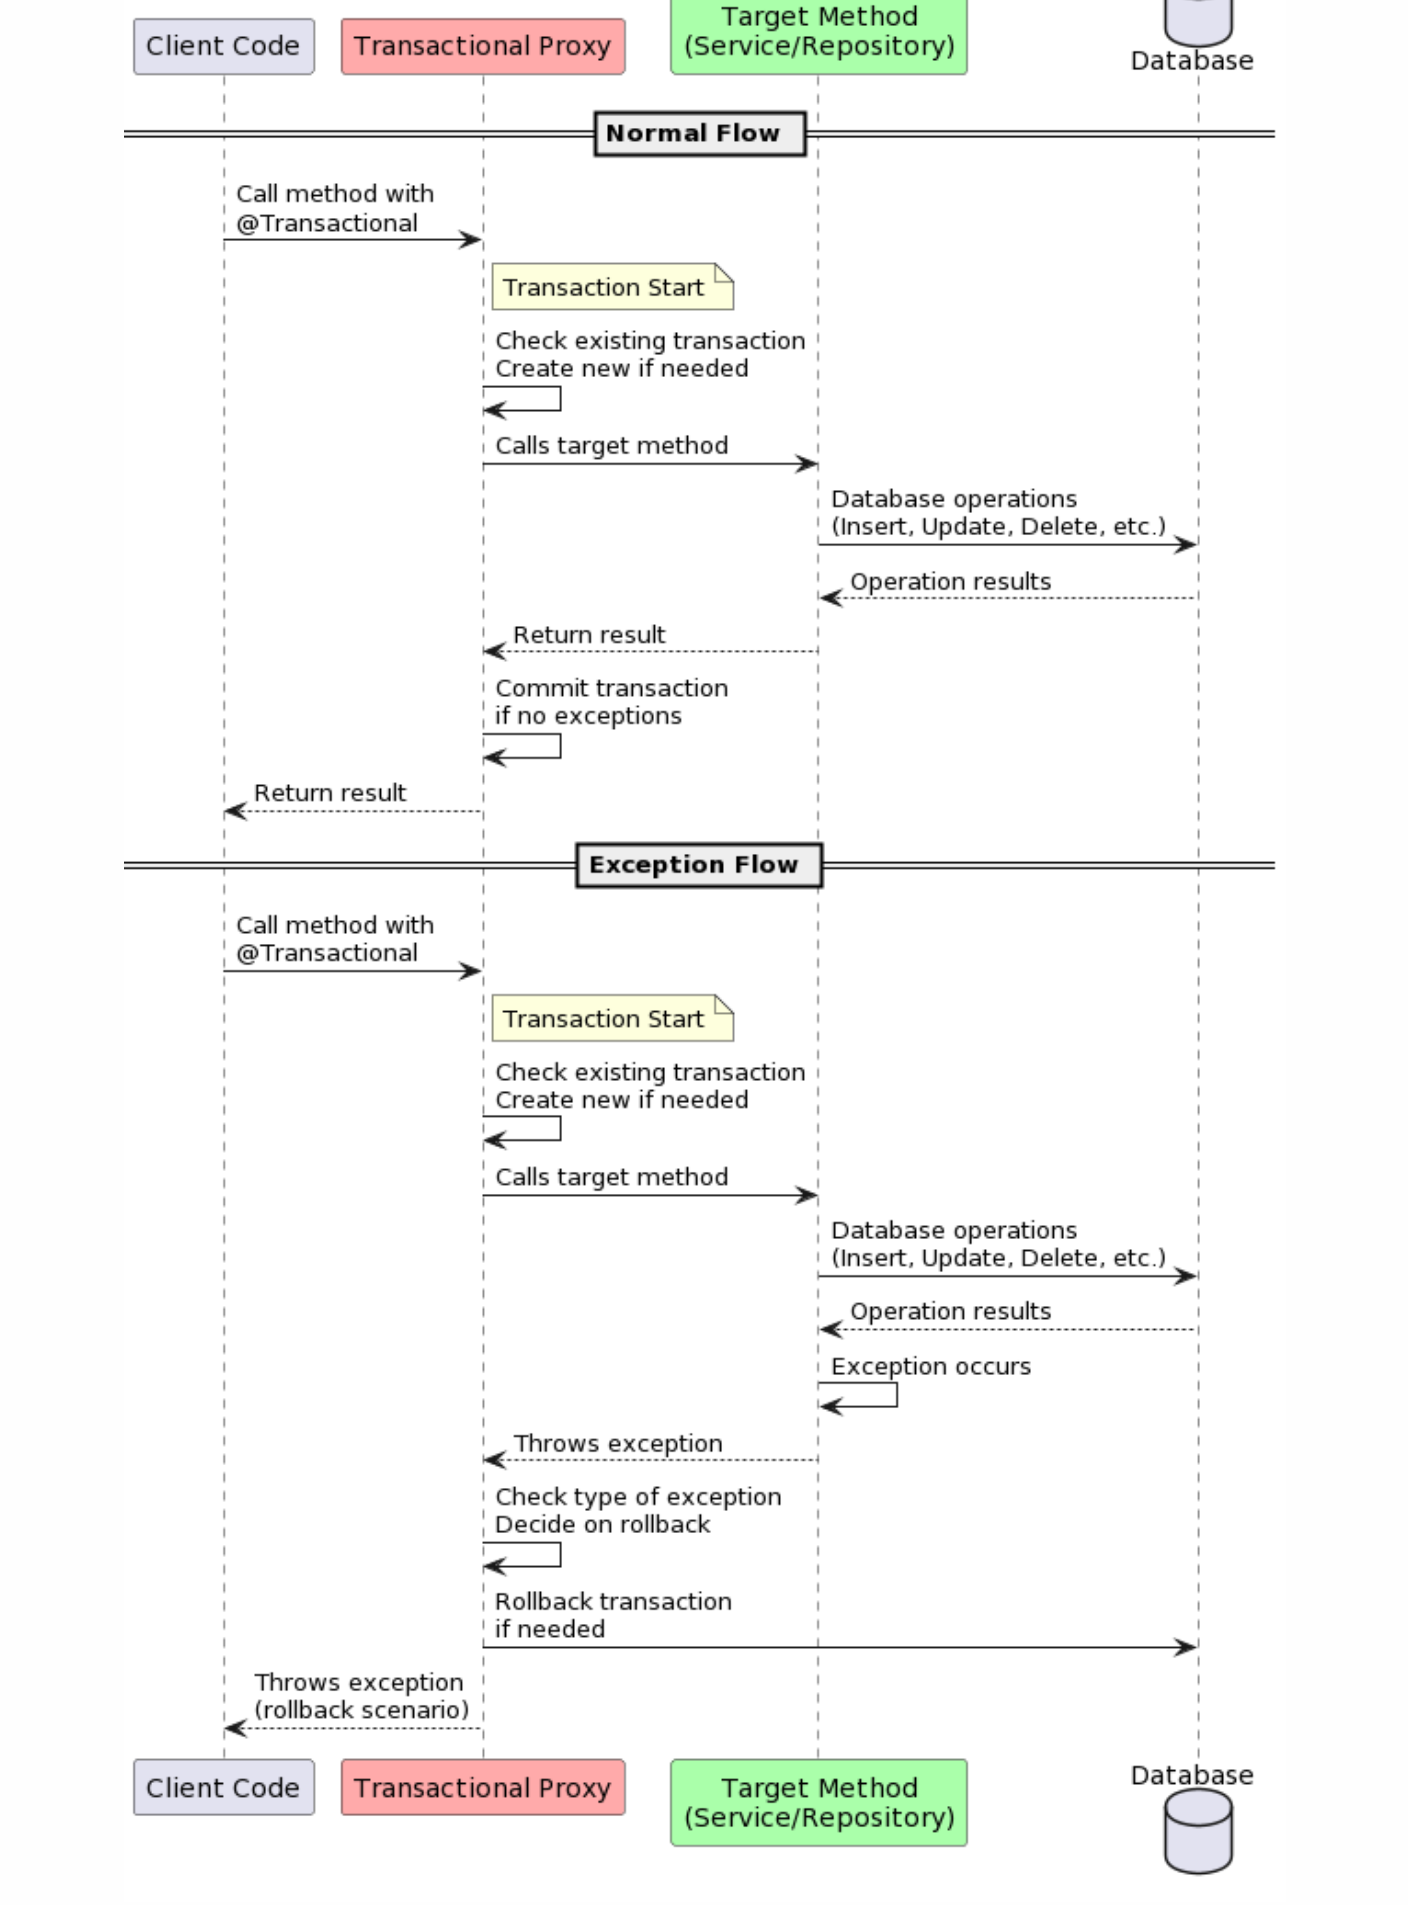 Client Code
Transactional Proxy
Target Method
(Service/Repository)
Database
Normal Flow
Call method with
@Transactional
Transaction Start
Check existing transaction
Create new if needed
Calls target method
Database operations
(Insert, Update, Delete, etc.)
Operation results
Return result
Commit transaction
if no exceptions
Return result
Exception Flow
Call method with
@Transactional
Transaction Start
Check existing transaction
Create new if needed
Calls target method
Database operations
(Insert, Update, Delete, etc.)
Operation results
Exception occurs
Throws exception
Check type of exception
Decide on rollback
Rollback transaction
if needed
Throws exception
(rollback scenario)
Client Code
Transactional Proxy
Target Method
(Service/Repository)
Database